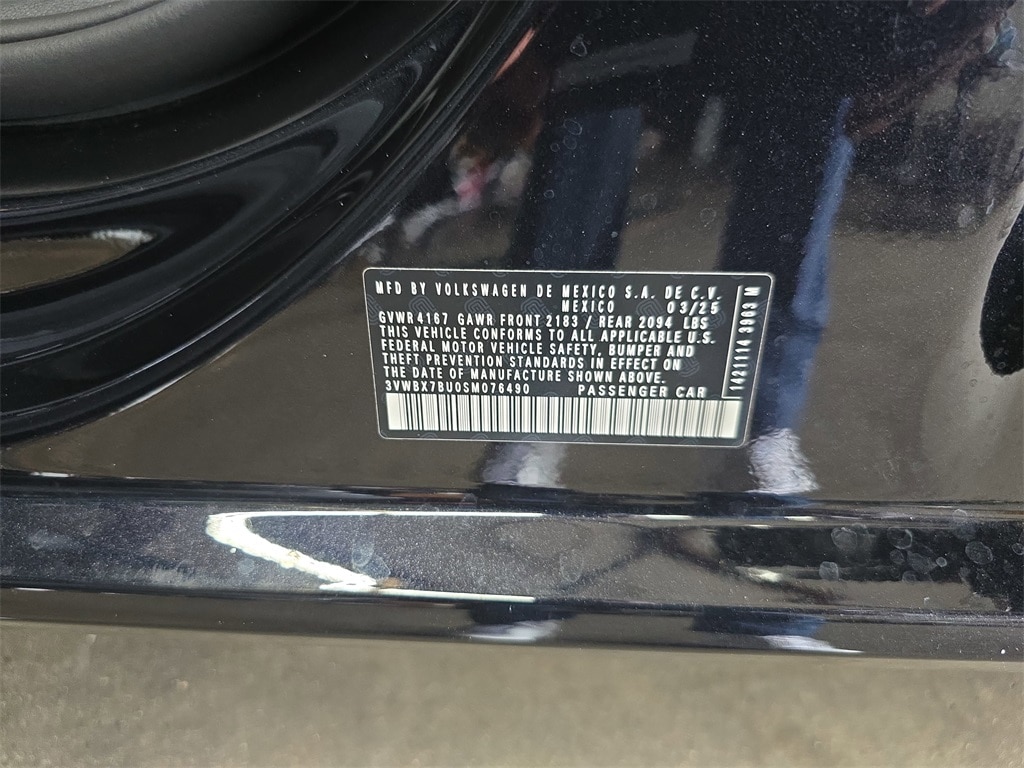 MFD BY VOLKSWAGEN DE MEXICO S.A. DE C.V.
MEXICO 03/25
GVWR 4167 GAWR FRONT 2183 / REAR 2094 LBS
THIS VEHICLE CONFORMS TO ALL APPLICABLE U.S.
FEDERAL MOTOR VEHICLE SAFETY, BUMPER AND
THEFT PREVENTION STANDARDS IN EFFECT ON
THE DATE OF MANUFACTURE SHOWN ABOVE.
3VWBX7BU0SM076490 PASSENGER CAR
1421114 3963 M